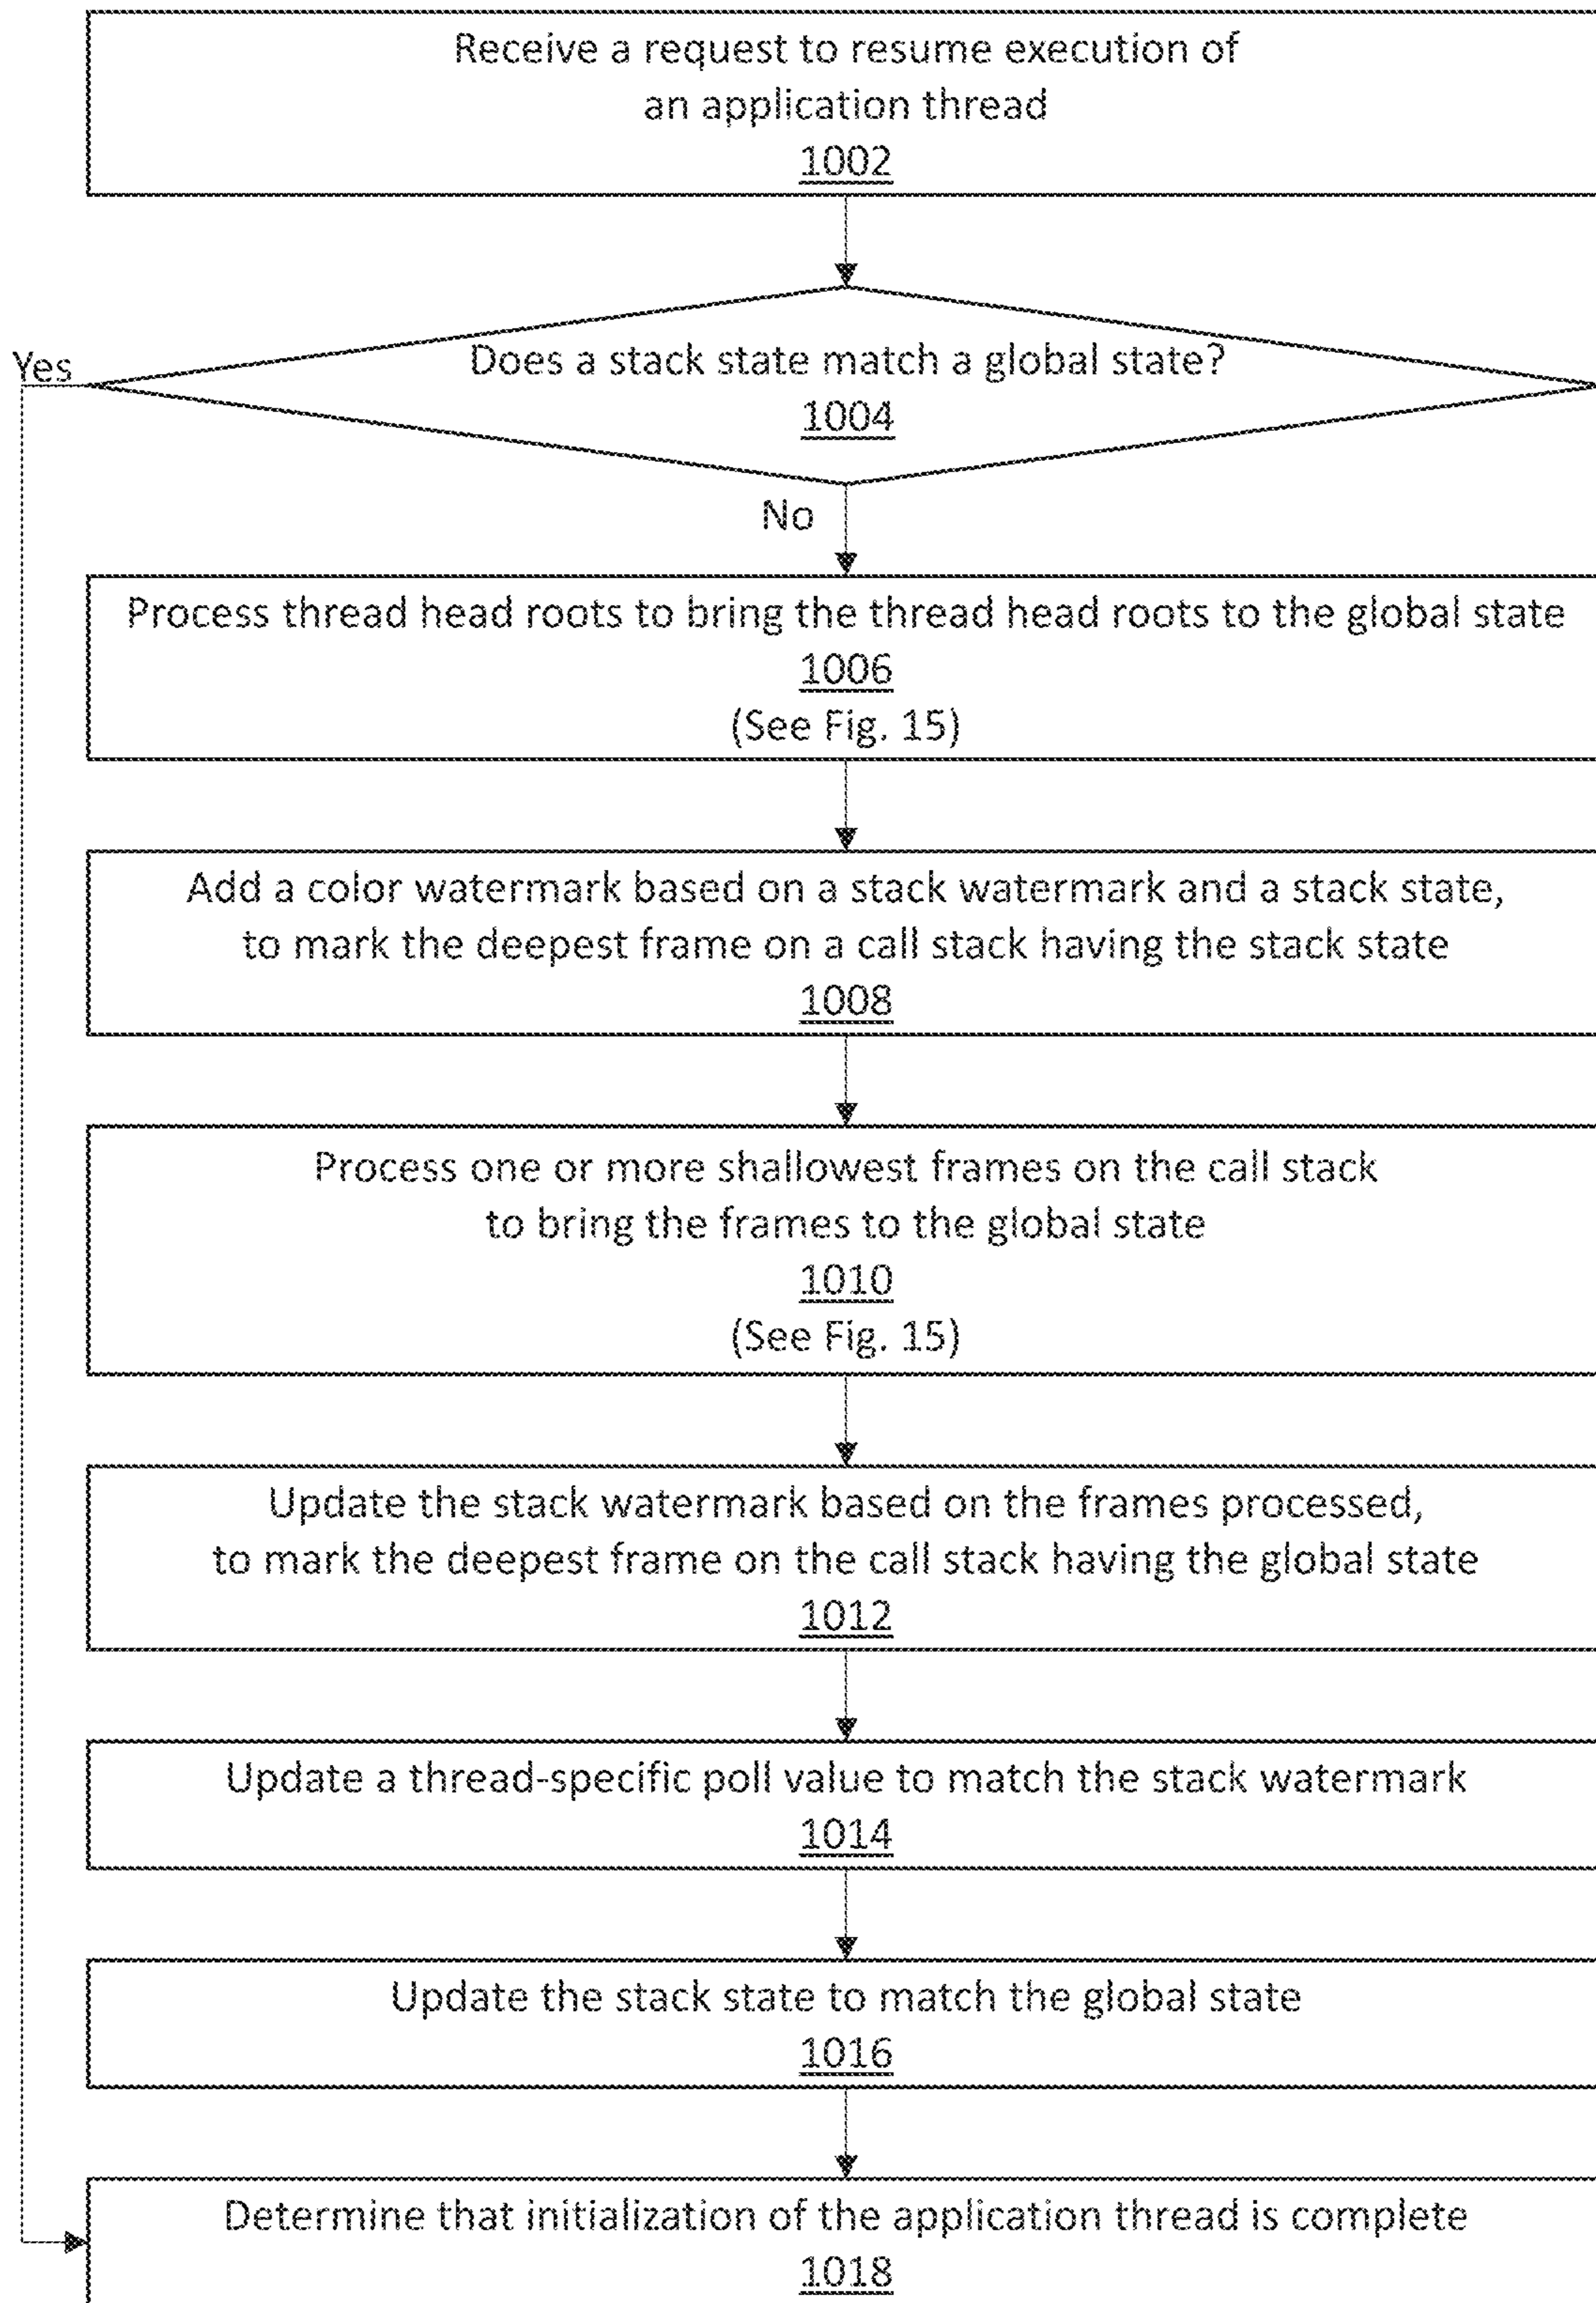 Receive a request to resume execution of
an application thread
1002
Does a stack state match a global state?
1004
Yes
No
Process thread head roots to bring the thread head roots to the global state
1006
(See Fig. 15)
Add a color watermark based on a stack watermark and a stack state,
to mark the deepest frame on a call stack having the stack state
1008
Process one or more shallowest frames on the call stack
to bring the frames to the global state
1010
(See Fig. 15)
Update the stack watermark based on the frames processed,
to mark the deepest frame on the call stack having the global state
1012
Update a thread-specific poll value to match the stack watermark
1014
Update the stack state to match the global state
1016
Determine that initialization of the application thread is complete
1018